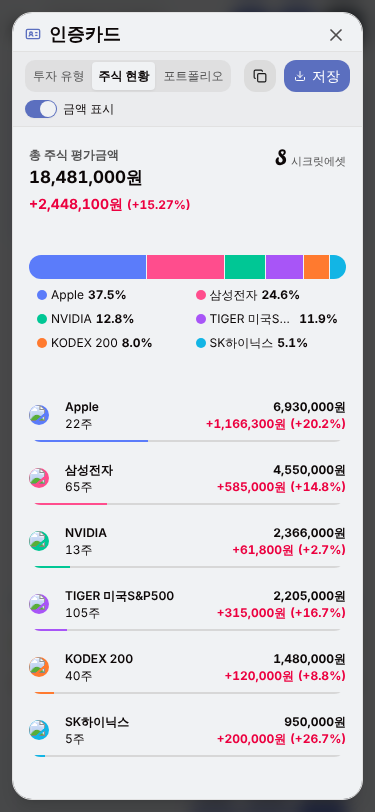 인증카드
투자 유형
주식 현황
포트폴리오
저장
금액 표시
총 주식 평가금액
18,481,000원
+2,448,100원 (+15.27%)
S 시크릿에셋
Apple 37.5%
삼성전자 24.6%
NVIDIA 12.8%
TIGER 미국S... 11.9%
KODEX 200 8.0%
SK하이닉스 5.1%
Apple 6,930,000원
22주 +1,166,300원 (+20.2%)
삼성전자 4,550,000원
65주 +585,000원 (+14.8%)
NVIDIA 2,366,000원
13주 +61,800원 (+2.7%)
TIGER 미국S&P500 2,205,000원
105주 +315,000원 (+16.7%)
KODEX 200 1,480,000원
40주 +120,000원 (+8.8%)
SK하이닉스 950,000원
5주 +200,000원 (+26.7%)